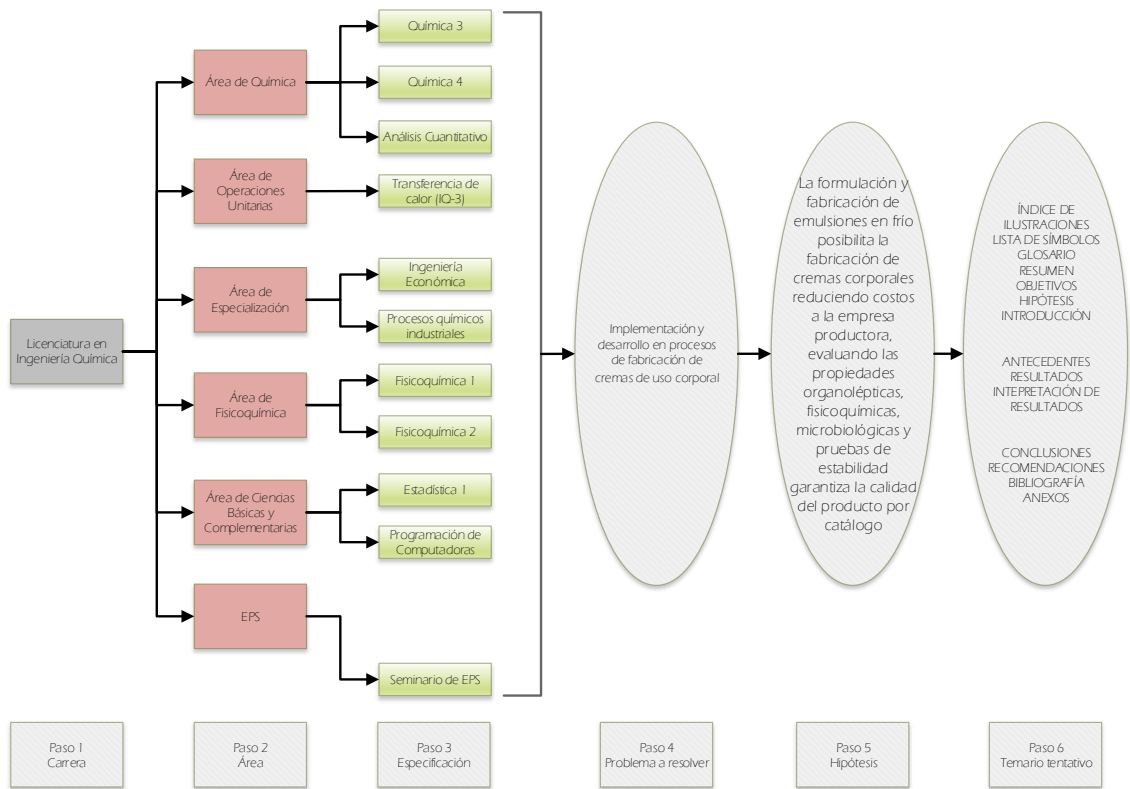 Licenciatura en
Ingeniería Química
Área de Química
Área de
Operaciones
Unitarias
Área de
Especialización
Área de
Fisicoquímica
Área de Ciencias
Básicas y
Complementarias
EPS
Química 3
Química 4
Análisis Cuantitativo
Transferencia de
calor (IQ-3)
Ingeniería
Económica
Procesos químicos
industriales
Fisicoquímica 1
Fisicoquímica 2
Estadística 1
Programación de
Computadoras
Seminario de EPS
Implementación y
desarrollo en procesos
de fabricación de
cremas de uso corporal
La formulación y
fabricación de
emulsiones en frío
posibilita la
fabricación de
cremas corporales
reduciendo costos
a la empresa
productora,
evaluando las
propiedades
organolépticas,
fisicoquímicas,
microbiológicas y
pruebas de
estabilidad
garantiza la calidad
del producto por
catálogo
ÍNDICE DE
ILUSTRACIONES
LISTA DE SÍMBOLOS
GLOSARIO
RESUMEN
OBJETIVOS
HIPÓTESIS
INTRODUCCIÓN
ANTECEDENTES
RESULTADOS
INTEPRETACIÓN DE
RESULTADOS
CONCLUSIONES
RECOMENDACIONES
BIBLIOGRAFÍA
ANEXOS
Paso 1
Carrera
Paso 2
Área
Paso 3
Especificación
Paso 4
Problema a resolver
Paso 5
Hipótesis
Paso 6
Temario tentativo